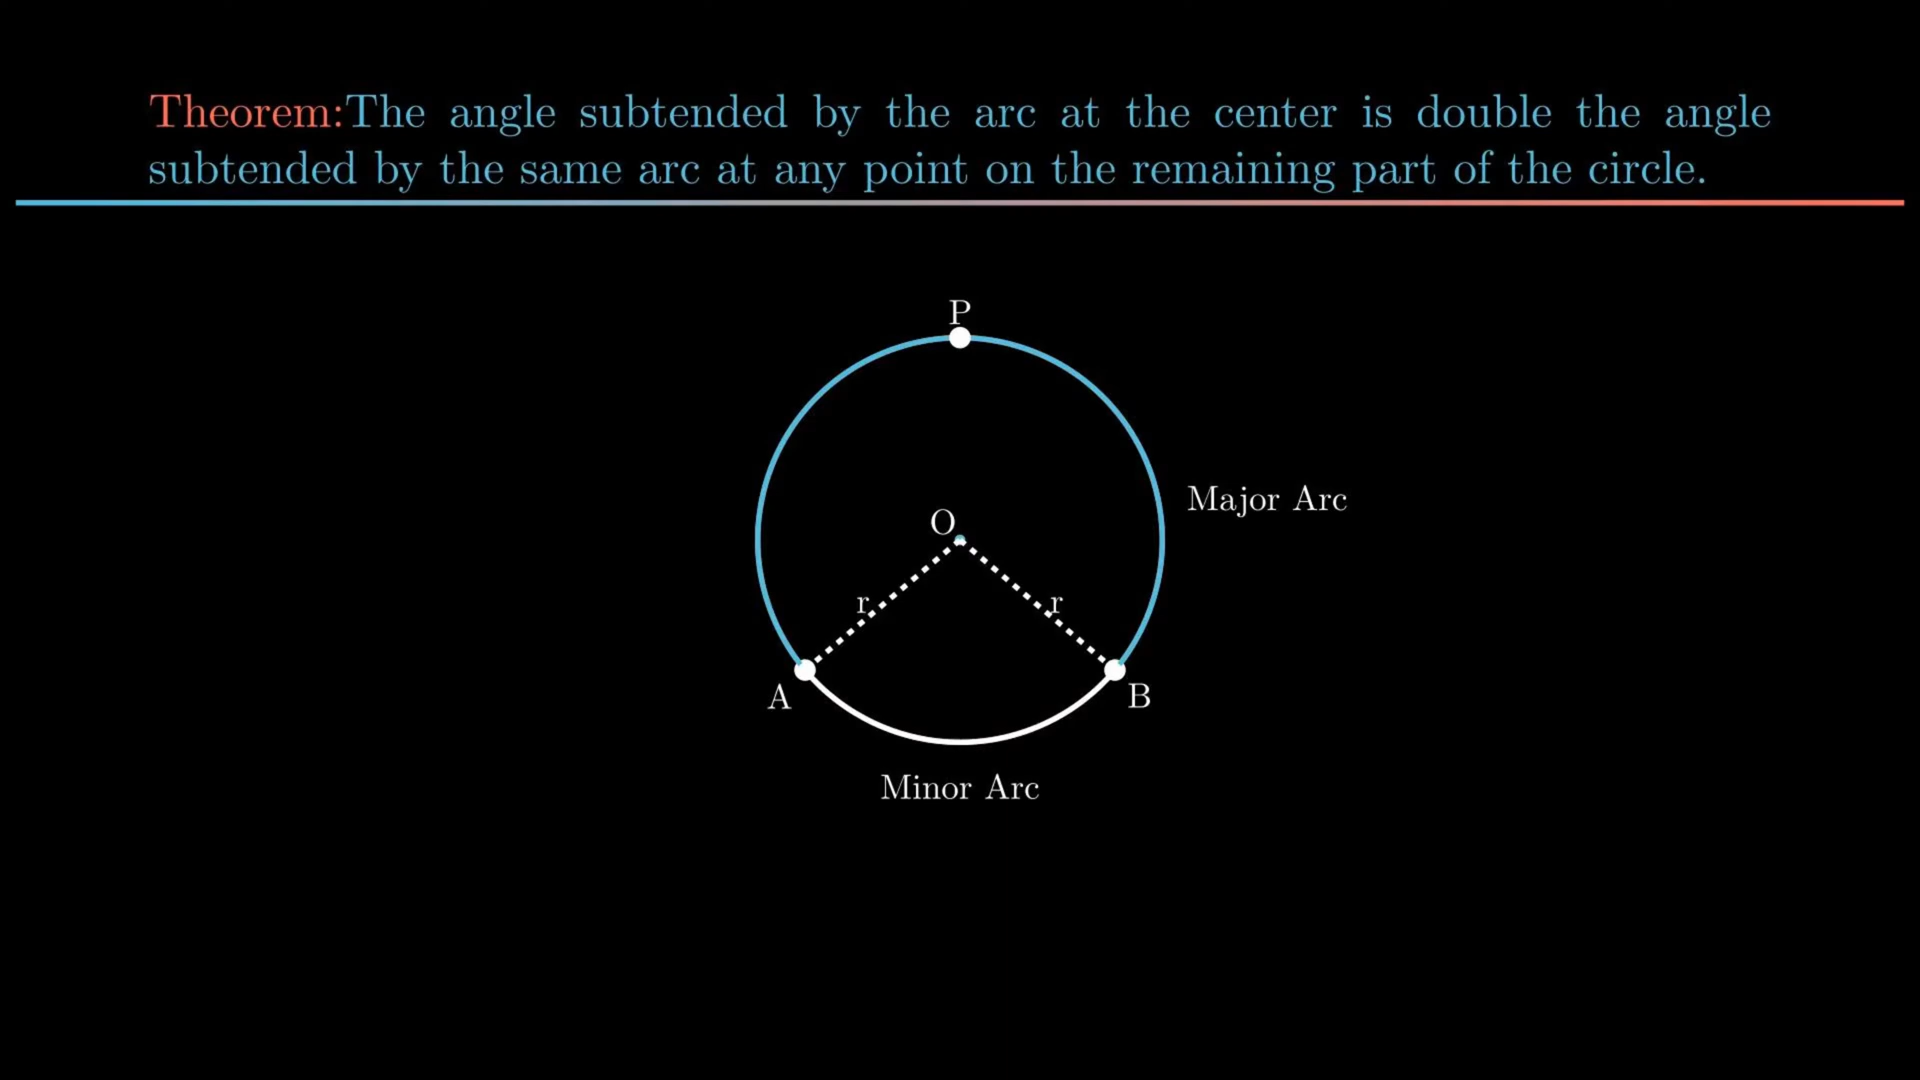 Theorem:The angle subtended by the arc at the center is double the angle
subtended by the same arc at any point on the remaining part of the circle.
P
Major Arc
O
r
r
A
B
Minor Arc